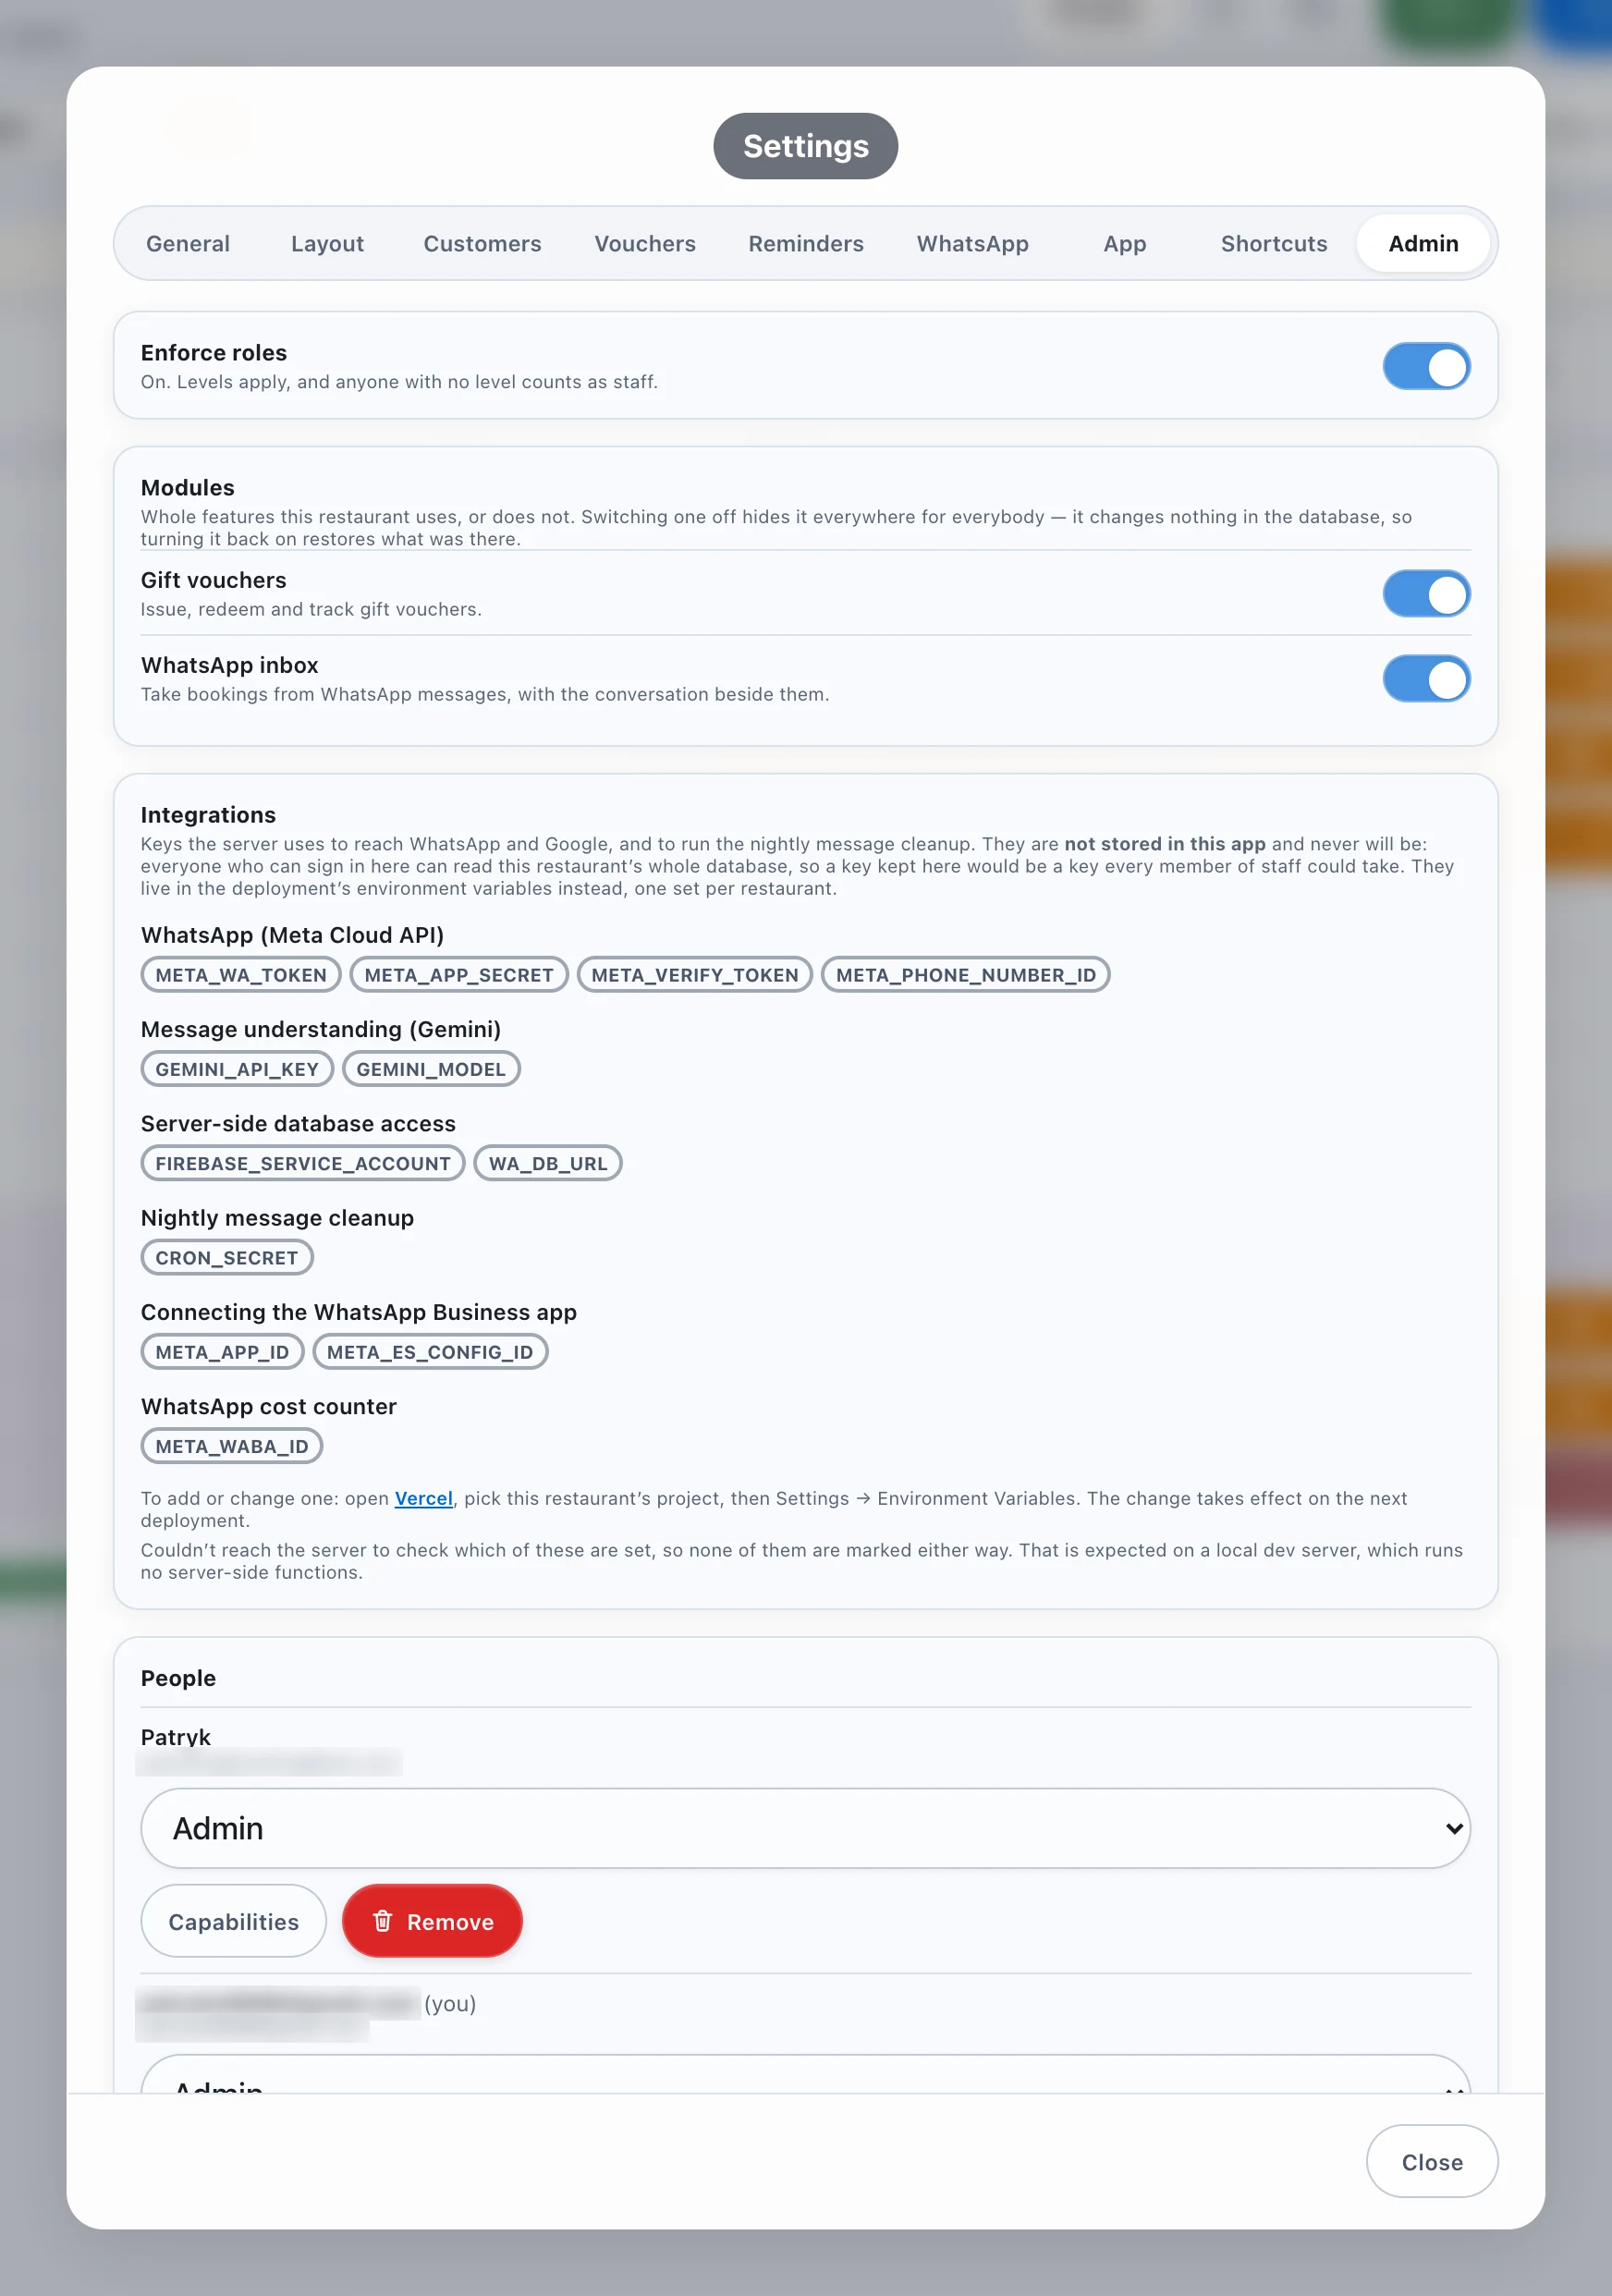 Settings
General Layout Customers Vouchers Reminders WhatsApp App Shortcuts Admin
Enforce roles
On. Levels apply, and anyone with no level counts as staff.
Modules
Whole features this restaurant uses, or does not. Switching one off hides it everywhere for everybody — it changes nothing in the database, so
turning it back on restores what was there.
Gift vouchers
Issue, redeem and track gift vouchers.
WhatsApp inbox
Take bookings from WhatsApp messages, with the conversation beside them.
Integrations
Keys the server uses to reach WhatsApp and Google, and to run the nightly message cleanup. They are not stored in this app and never will be:
everyone who can sign in here can read this restaurant’s whole database, so a key kept here would be a key every member of staff could take. They
live in the deployment’s environment variables instead, one set per restaurant.
WhatsApp (Meta Cloud API)
META_WA_TOKEN META_APP_SECRET META_VERIFY_TOKEN META_PHONE_NUMBER_ID
Message understanding (Gemini)
GEMINI_API_KEY GEMINI_MODEL
Server-side database access
FIREBASE_SERVICE_ACCOUNT WA_DB_URL
Nightly message cleanup
CRON_SECRET
Connecting the WhatsApp Business app
META_APP_ID META_ES_CONFIG_ID
WhatsApp cost counter
META_WABA_ID
To add or change one: open Vercel, pick this restaurant’s project, then Settings → Environment Variables. The change takes effect on the next
deployment.
Couldn’t reach the server to check which of these are set, so none of them are marked either way. That is expected on a local dev server, which runs
no server-side functions.
People
Patryk
Admin
Capabilities Remove
(you)
Admin
Close